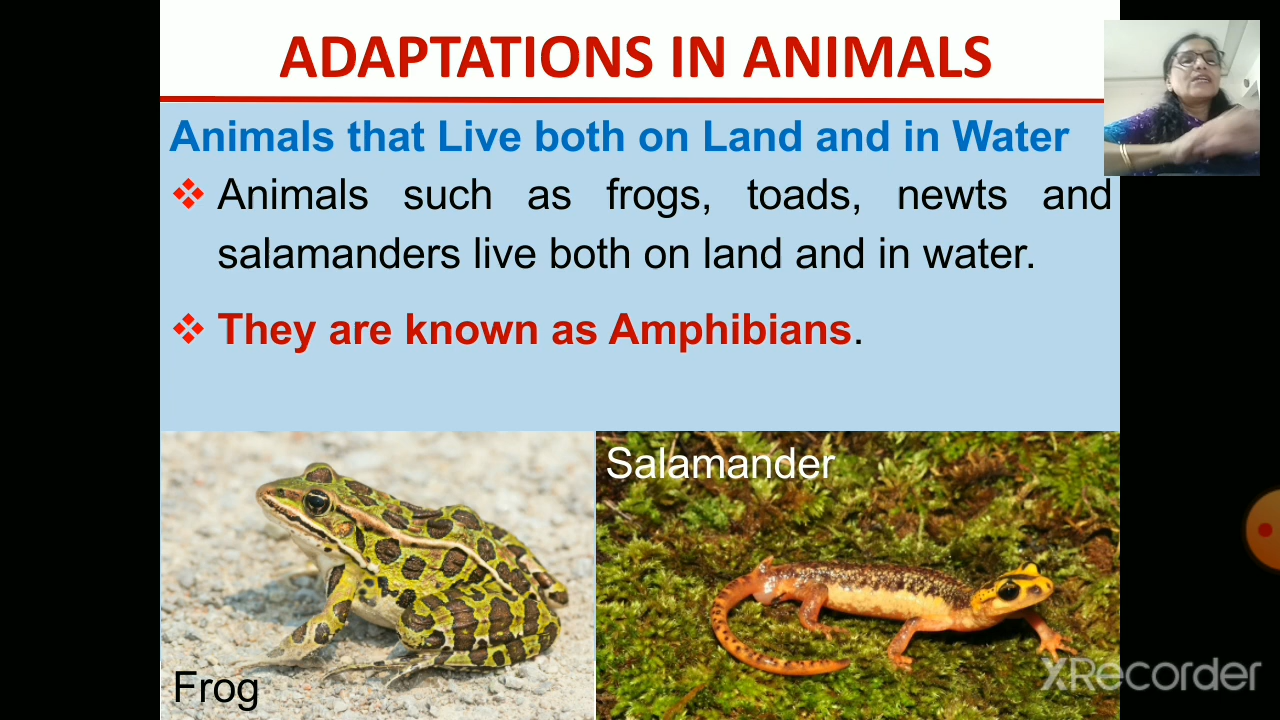 ADAPTATIONS IN ANIMALS
Animals that Live both on Land and in Water
❖ Animals such as frogs, toads, newts and
salamanders live both on land and in water.
❖ They are known as Amphibians.
Salamander
Frog
XRecorder